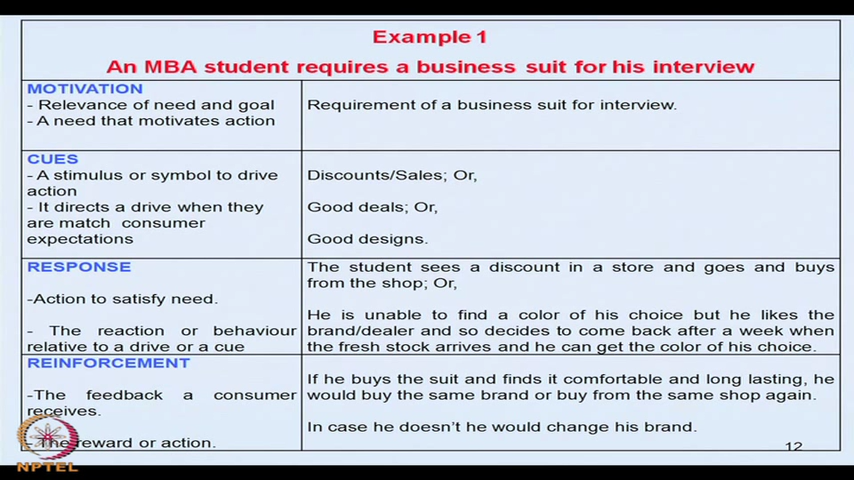 Example 1
An MBA student requires a business suit for his interview
MOTIVATION
- Relevance of need and goal
- A need that motivates action
Requirement of a business suit for interview.
CUES
- A stimulus or symbol to drive
action
- It directs a drive when they
are match consumer
expectations
Discounts/Sales; Or,
Good deals; Or,
Good designs.
RESPONSE
-Action to satisfy need.
- The reaction or behaviour
relative to a drive or a cue
The student sees a discount in a store and goes and buys
from the shop; Or,
He is unable to find a color of his choice but he likes the
brand/dealer and so decides to come back after a week when
the fresh stock arrives and he can get the color of his choice.
REINFORCEMENT
-The feedback a consumer
receives.
- The reward or action.
If he buys the suit and finds it comfortable and long lasting, he
would buy the same brand or buy from the same shop again.
In case he doesn't he would change his brand.
12
NPTEL